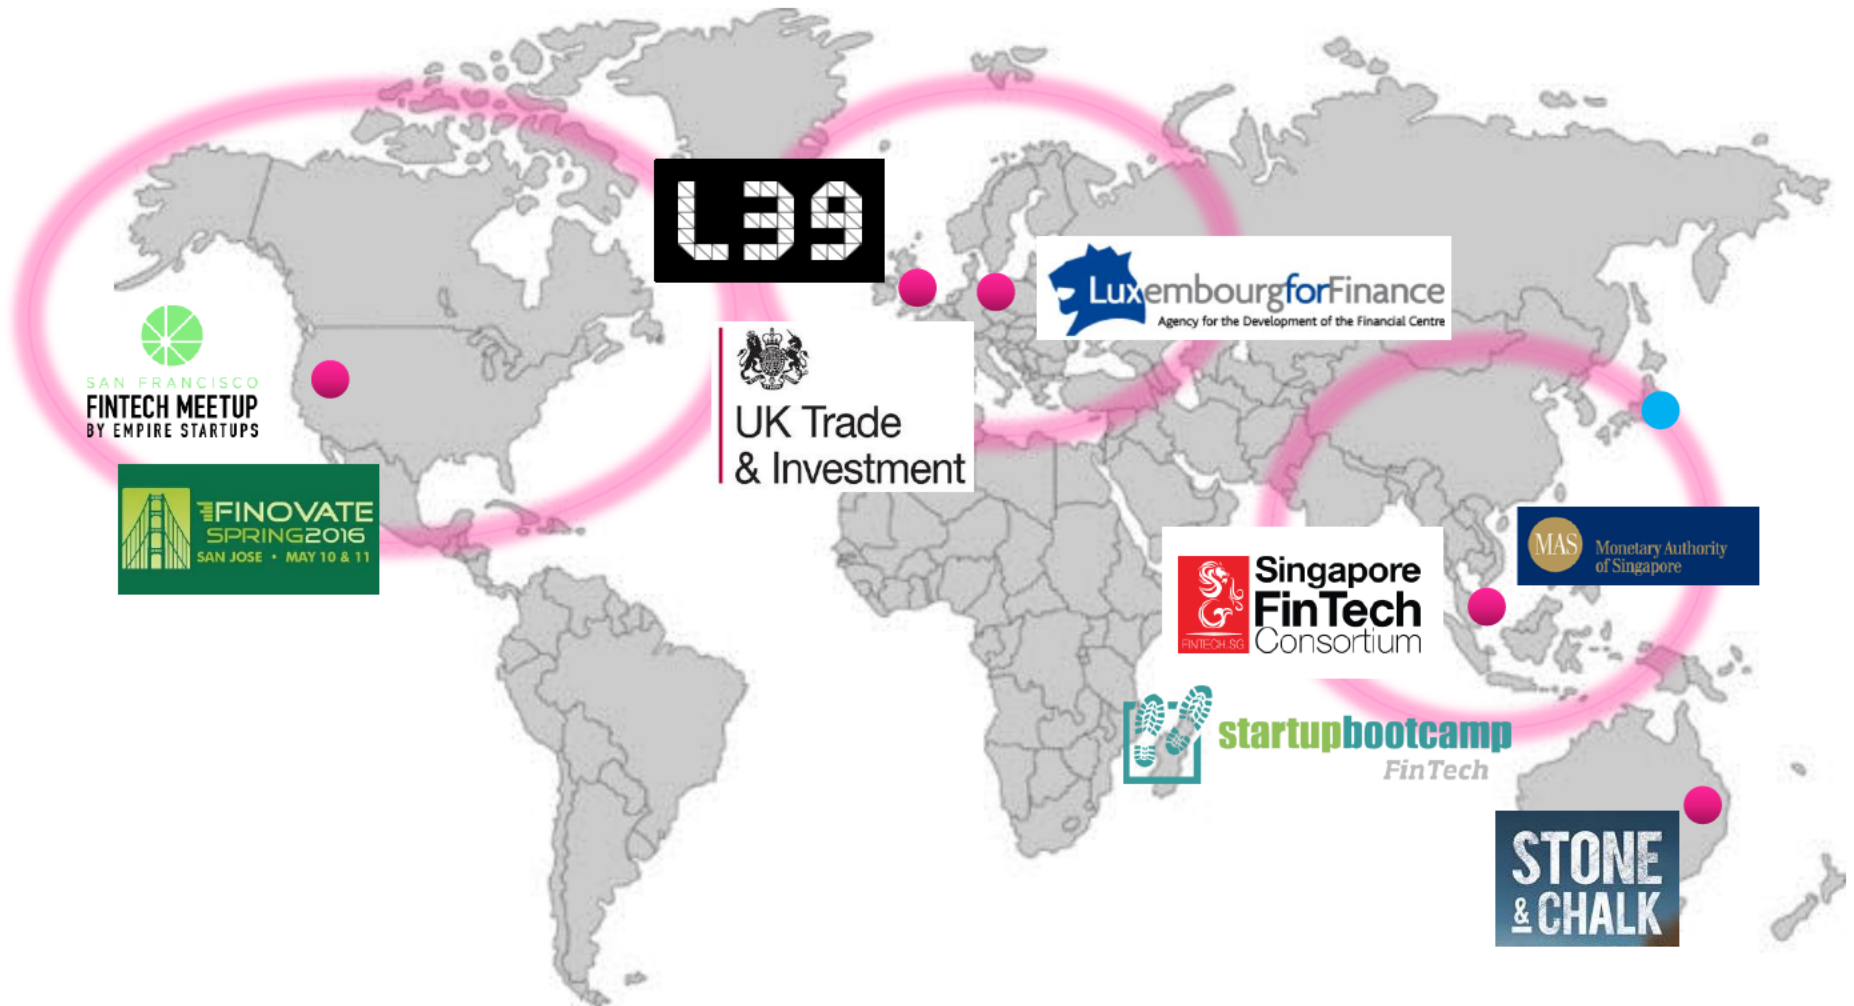 L39
LuxembourgforFinance
Agency for the Development of the Financial Centre
SAN FRANCISCO
FINTECH MEETUP
BY EMPIRE STARTUPS
UK Trade
& Investment
FINOVATE
SPRING2016
SAN JOSE • MAY 10 & 11
MAS
Monetary Authority
of Singapore
Singapore
FinTech
Consortium
FINTECH.SG
startupbootcamp
FinTech
STONE
& CHALK